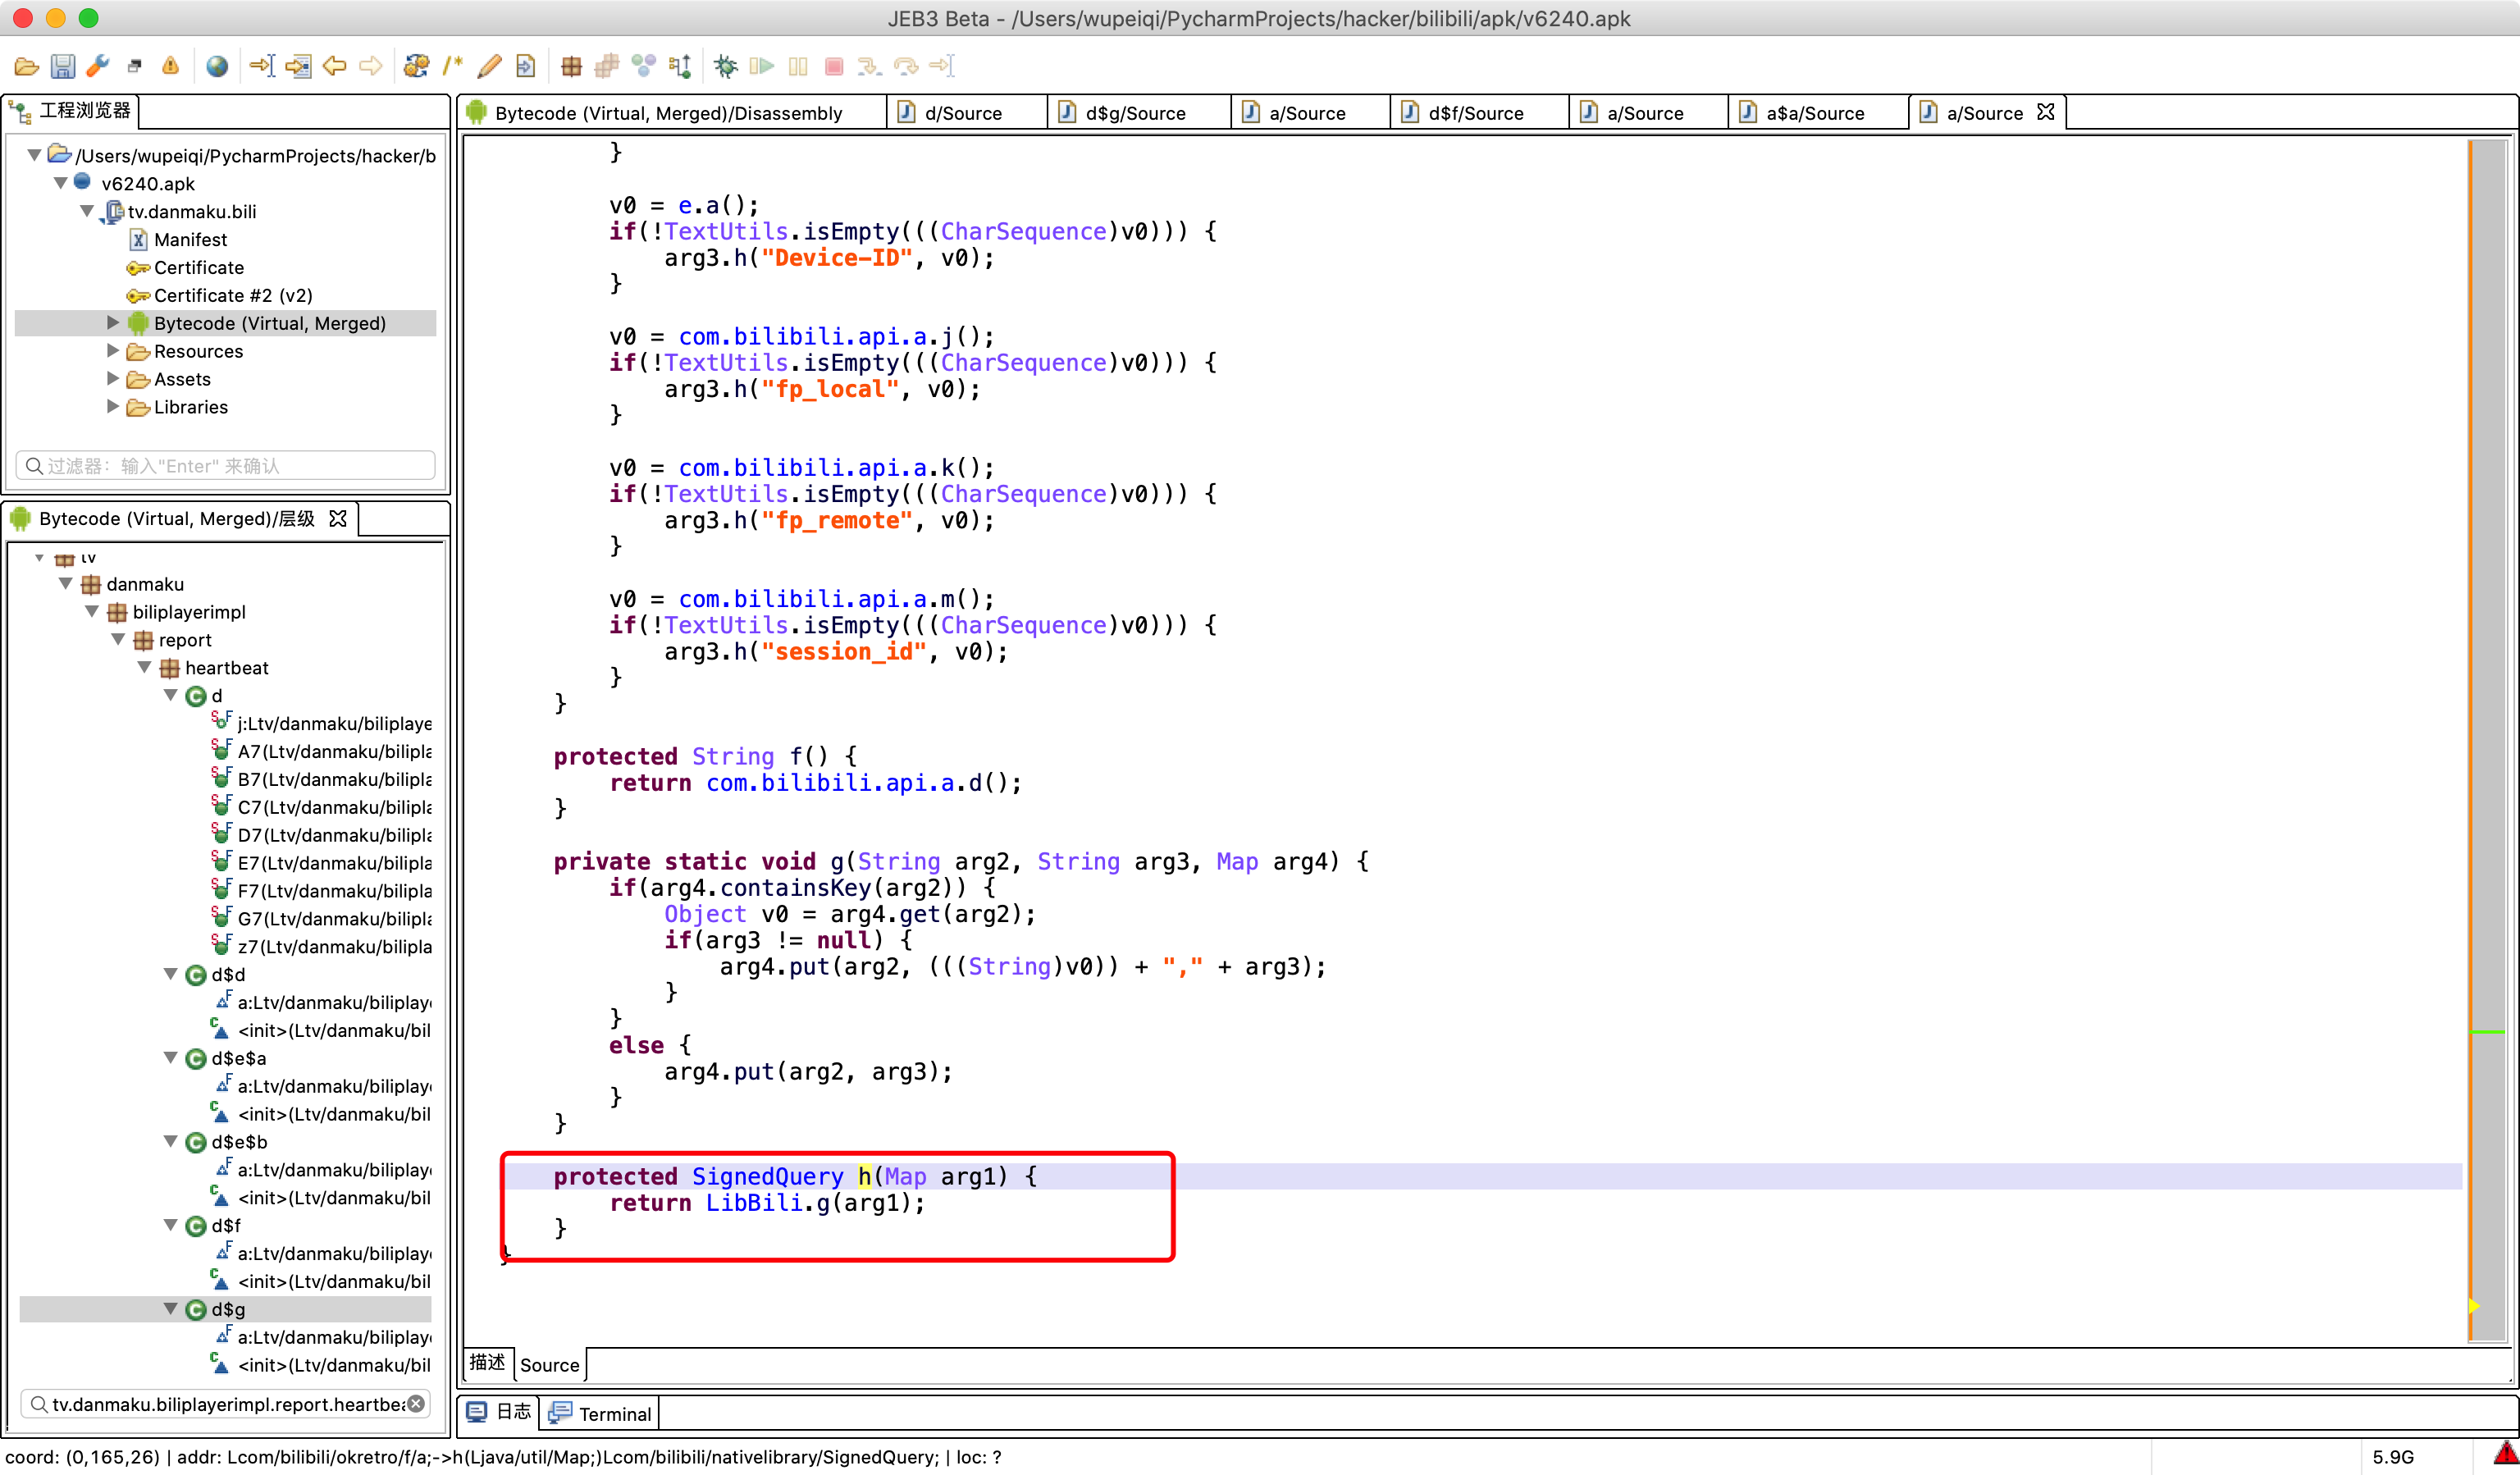 JEB3 Beta - /Users/wupeiqi/PycharmProjects/hacker/bilibili/apk/v6240.apk
工程浏览器
/Users/wupeiqi/PycharmProjects/hacker/b
v6240.apk
tv.danmaku.bili
Manifest
Certificate
Certificate #2 (v2)
Bytecode (Virtual, Merged)
Resources
Assets
Libraries
过滤器：输入"Enter" 来确认
Bytecode (Virtual, Merged)/层级
tv
danmaku
biliplayerimpl
report
heartbeat
d
j:Ltv/danmaku/biliplaye
A7(Ltv/danmaku/bilipla
B7(Ltv/danmaku/bilipla
C7(Ltv/danmaku/bilipla
D7(Ltv/danmaku/bilipla
E7(Ltv/danmaku/bilipla
F7(Ltv/danmaku/bilipla
G7(Ltv/danmaku/bilipla
z7(Ltv/danmaku/bilipla
d$d
a:Ltv/danmaku/biliplaye
<init>(Ltv/danmaku/bil
d$e$a
a:Ltv/danmaku/biliplaye
<init>(Ltv/danmaku/bil
d$e$b
a:Ltv/danmaku/biliplaye
<init>(Ltv/danmaku/bil
d$f
a:Ltv/danmaku/biliplaye
<init>(Ltv/danmaku/bil
d$g
a:Ltv/danmaku/biliplaye
<init>(Ltv/danmaku/bil
tv.danmaku.biliplayerimpl.report.heartbea
Bytecode (Virtual, Merged)/Disassembly
d/Source
d$g/Source
a/Source
d$f/Source
a/Source
a$a/Source
a/Source
}
v0 = e.a();
if(!TextUtils.isEmpty(((CharSequence)v0))) {
arg3.h("Device-ID", v0);
}
v0 = com.bilibili.api.a.j();
if(!TextUtils.isEmpty(((CharSequence)v0))) {
arg3.h("fp_local", v0);
}
v0 = com.bilibili.api.a.k();
if(!TextUtils.isEmpty(((CharSequence)v0))) {
arg3.h("fp_remote", v0);
}
v0 = com.bilibili.api.a.m();
if(!TextUtils.isEmpty(((CharSequence)v0))) {
arg3.h("session_id", v0);
}
}
protected String f() {
return com.bilibili.api.a.d();
}
private static void g(String arg2, String arg3, Map arg4) {
if(arg4.containsKey(arg2)) {
Object v0 = arg4.get(arg2);
if(arg3 != null) {
arg4.put(arg2, (((String)v0)) + "," + arg3);
}
}
else {
arg4.put(arg2, arg3);
}
}
protected SignedQuery h(Map arg1) {
return LibBili.g(arg1);
}
}
描述
Source
日志
Terminal
coord: (0,165,26) | addr: Lcom/bilibili/okretro/f/a;->h(Ljava/util/Map;)Lcom/bilibili/nativelibrary/SignedQuery; | loc: ?
5.9G